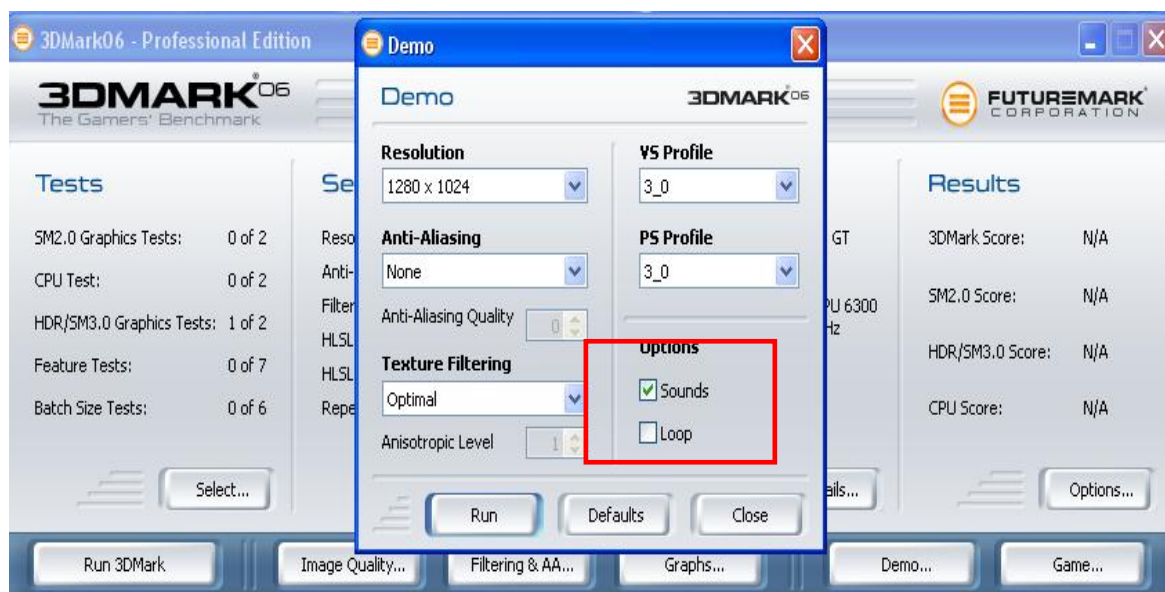 3DMark06 - Professional Edition
3DMARK®06
The Gamers' Benchmark
FUTUREMARK
CORPORATION
Tests
SM2.0 Graphics Tests: 0 of 2
CPU Test: 0 of 2
HDR/SM3.0 Graphics Tests: 1 of 2
Feature Tests: 0 of 7
Batch Size Tests: 0 of 6
Select...
Se
Reso
Anti-
Filter
HLSL
HLSL
Repe
Demo
Demo
3DMARK06
Resolution
1280 x 1024
Anti-Aliasing
None
Anti-Aliasing Quality 0
Texture Filtering
Optimal
Anisotropic Level 1
VS Profile
3_0
PS Profile
3_0
Options
Sounds
Loop
Run
Defaults
Close
GT
PU 6300
Hz
ails...
Results
3DMark Score: N/A
SM2.0 Score: N/A
HDR/SM3.0 Score: N/A
CPU Score: N/A
Options...
Run 3DMark
Image Quality...
Filtering & AA...
Graphs...
Demo...
Game...